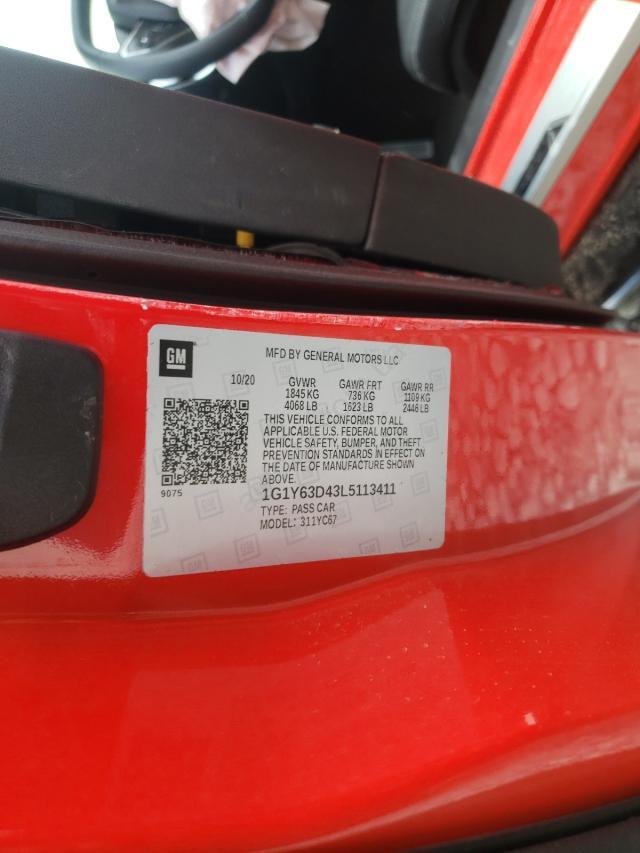 GM
MFD BY GENERAL MOTORS LLC
10/20 GVWR GAWR FRT GAWR RR
1845 KG 736 KG 1109 KG
4068 LB 1623 LB 2446 LB
THIS VEHICLE CONFORMS TO ALL
APPLICABLE U.S. FEDERAL MOTOR
VEHICLE SAFETY, BUMPER, AND THEFT
PREVENTION STANDARDS IN EFFECT ON
THE DATE OF MANUFACTURE SHOWN
ABOVE.
9075
1G1Y63D43L5113411
TYPE: PASS CAR
MODEL: 311YC67